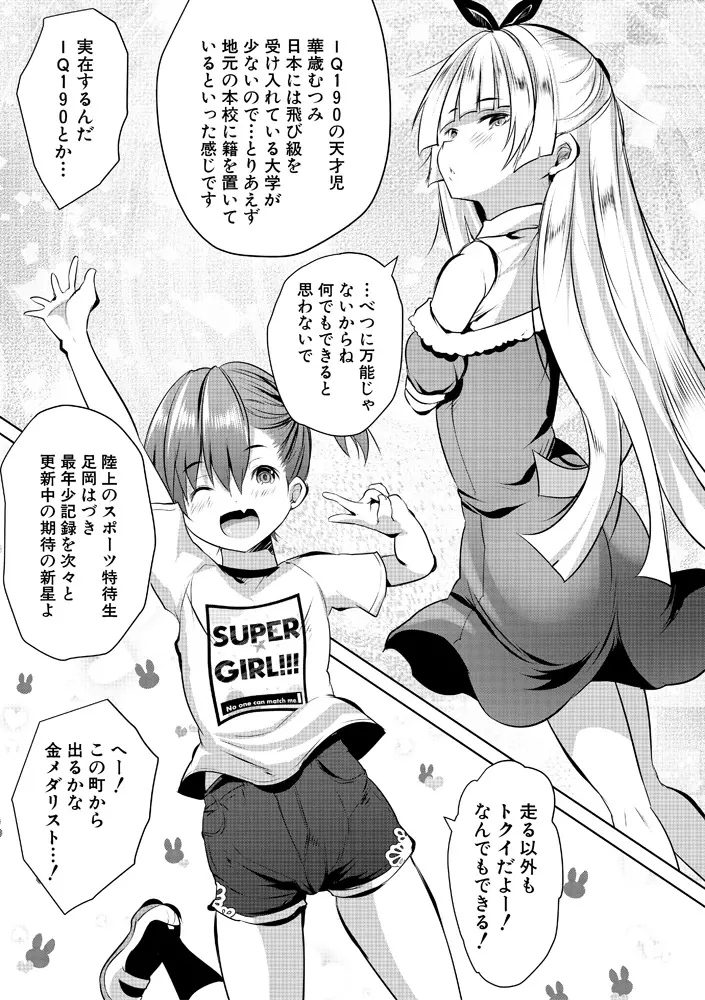 IQ190の天才児
華歳むつみ
日本には飛び級を
受け入れている大学が
少ないので…とりあえず
地元の本校に籍を置いて
いるといった感じです
実在するんだ
IQ190とか…
…べつに万能じゃ
ないからね
何でもできると
思わないで
陸上のスポーツ特待生
足岡はづき
最年少記録を次々と
更新中の期待の新星よ
SUPER
GIRL!!!
No one can match me!
走る以外も
トクイだよー！
なんでもできる！
へー！
この町から
出るかな
金メダリスト…！